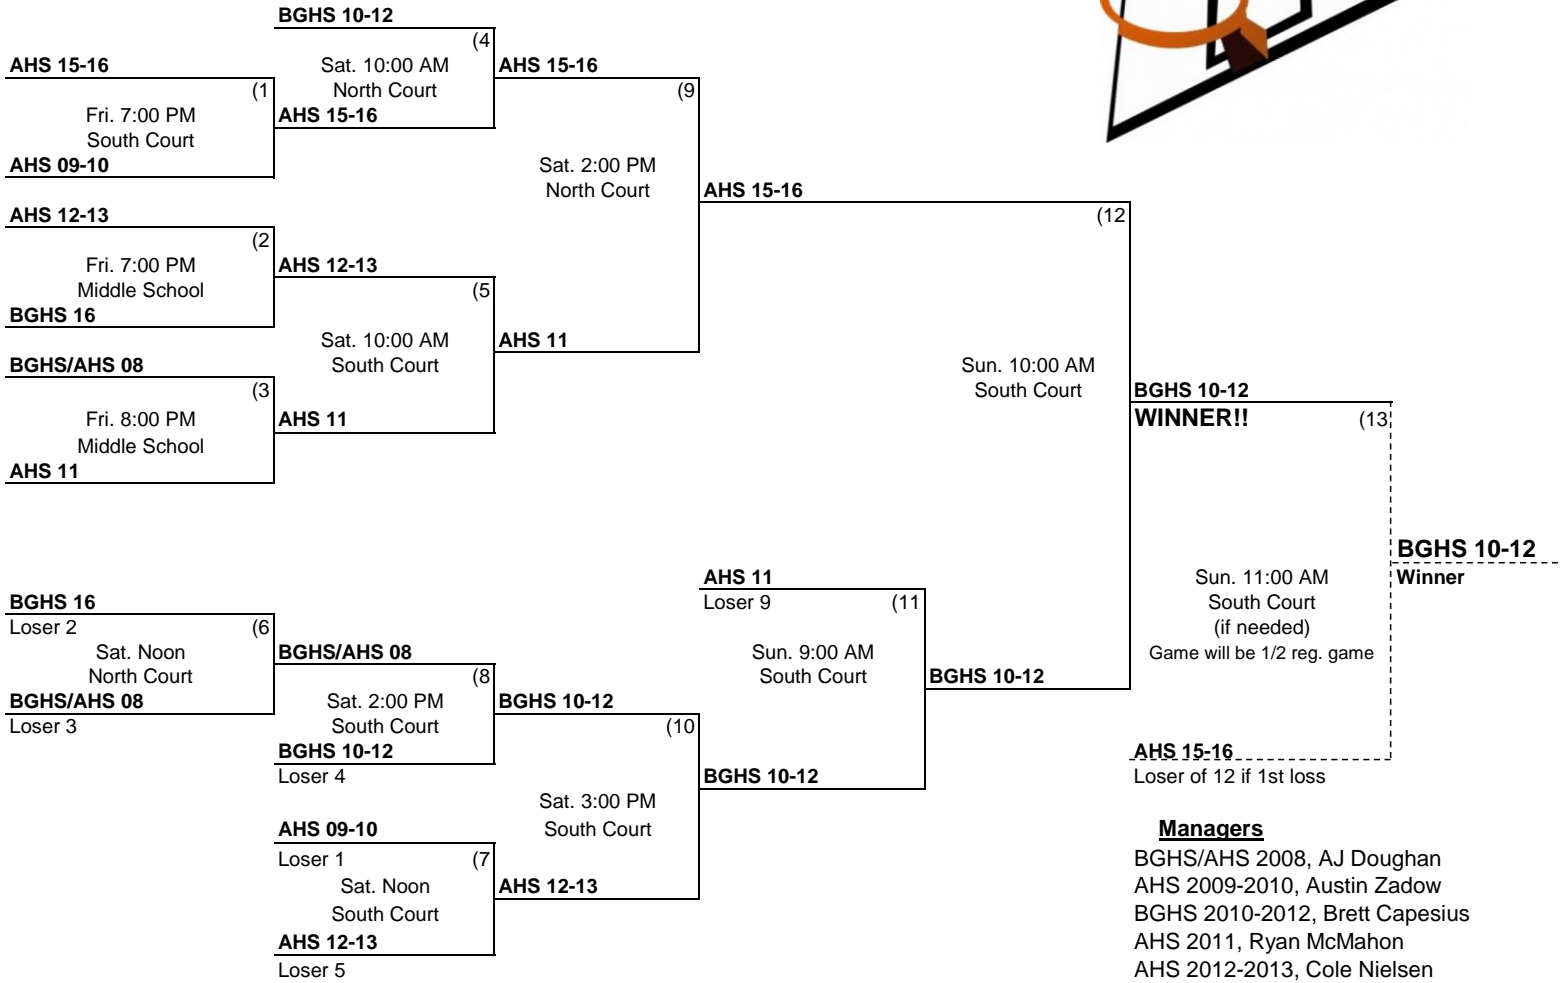 BGHS 10-12
(4
AHS 15-16
Sat. 10:00 AM
AHS 15-16
(1
North Court
(9
Fri. 7:00 PM
AHS 15-16
South Court
AHS 09-10
Sat. 2:00 PM
North Court
AHS 15-16
AHS 12-13
(12
(2
Fri. 7:00 PM
AHS 12-13
Middle School
(5
BGHS 16
Sat. 10:00 AM
AHS 11
BGHS/AHS 08
South Court
Sun. 10:00 AM
(3
South Court
BGHS 10-12
Fri. 8:00 PM
AHS 11
WINNER!!
(13
Middle School
AHS 11
BGHS 10-12
AHS 11
Sun. 11:00 AM
Winner
BGHS 16
Loser 9
(11
South Court
Loser 2
(6
(if needed)
Sat. Noon
BGHS/AHS 08
Sun. 9:00 AM
Game will be 1/2 reg. game
North Court
(8
South Court
BGHS 10-12
BGHS/AHS 08
Sat. 2:00 PM
BGHS 10-12
Loser 3
South Court
(10
BGHS 10-12
AHS 15-16
Loser 4
BGHS 10-12
Loser of 12 if 1st loss
Sat. 3:00 PM
AHS 09-10
South Court
Managers
Loser 1
(7
BGHS/AHS 2008, AJ Doughan
Sat. Noon
AHS 12-13
AHS 2009-2010, Austin Zadow
South Court
BGHS 2010-2012, Brett Capesius
AHS 12-13
AHS 2011, Ryan McMahon
Loser 5
AHS 2012-2013, Cole Nielsen